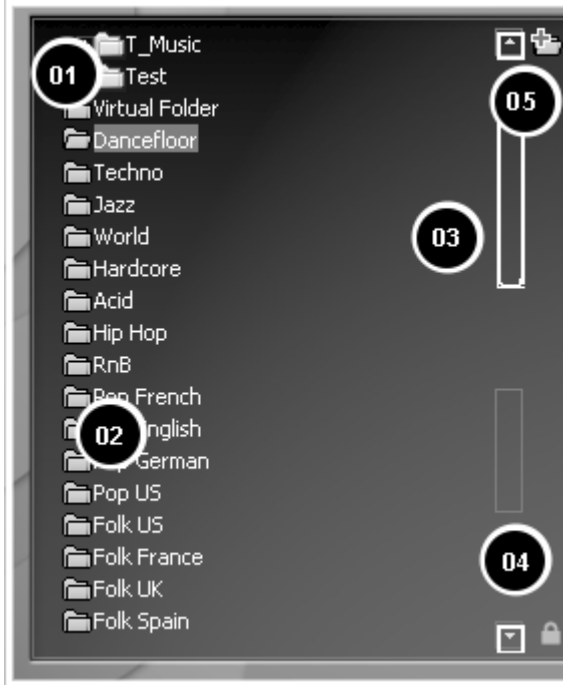 T_Music
01
Test
05
Virtual Folder
Dancefloor
Techno
Jazz
World
03
Hardcore
Acid
Hip Hop
RnB
Pop French
02
nglish
German
Pop US
Folk US
04
Folk France
Folk UK
Folk Spain